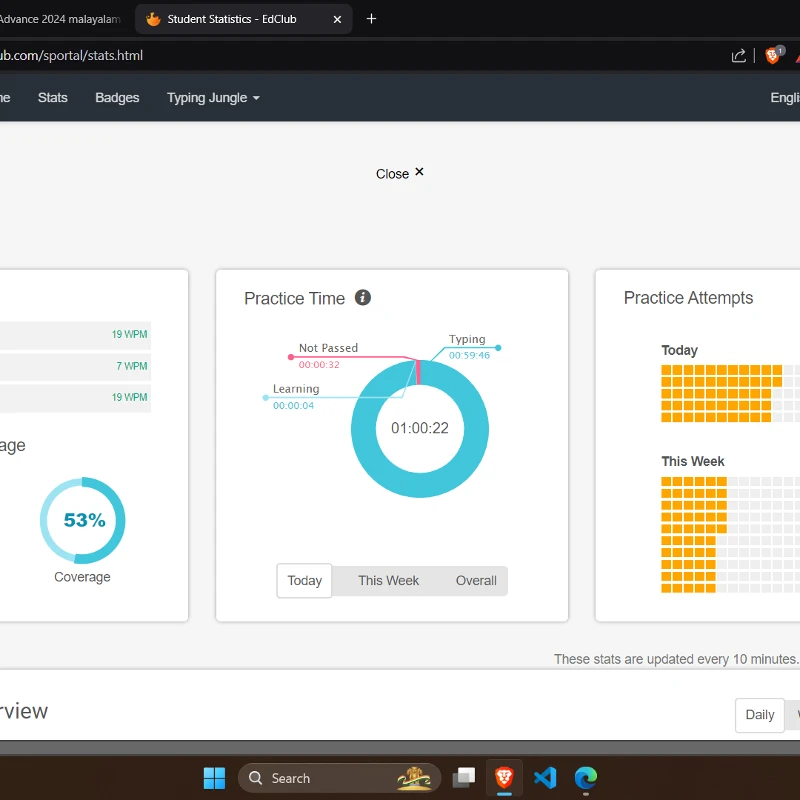 Advance 2024 malayalam
Student Statistics - EdClub
ub.com/sportal/stats.html
1
Stats
Badges
Typing Jungle
Close
19 WPM
7 WPM
19 WPM
53%
Coverage
Practice Time
Not Passed
00:00:32
Typing
00:59:46
Learning
00:00:04
01:00:22
Today
This Week
Overall
Practice Attempts
Today
This Week
These stats are updated every 10 minutes.
rview
Daily
Search